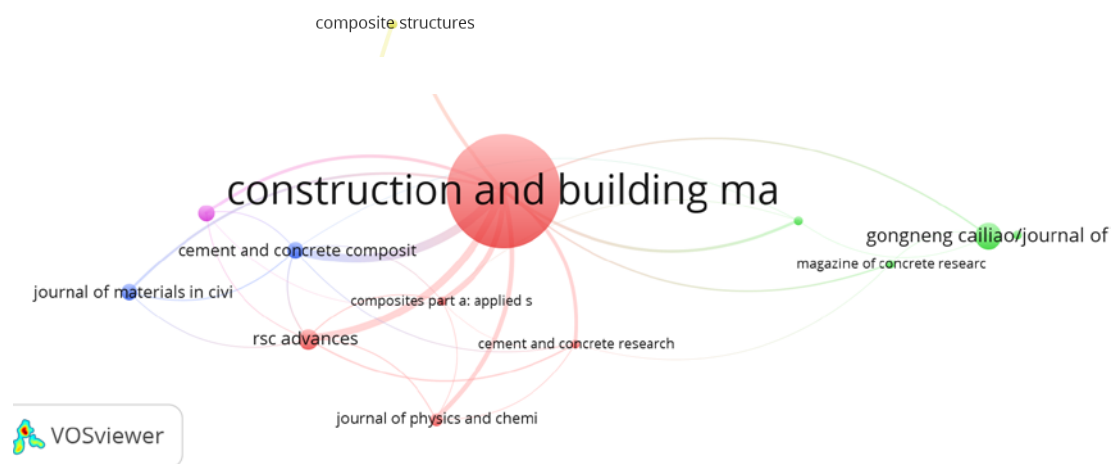 composite structures
construction and building ma
gongneng cailiao/journal of
cement and concrete composit
magazine of concrete researc
journal of materials in civi
composites part a: applied s
rsc advances
cement and concrete research
journal of physics and chemi
VOSviewer